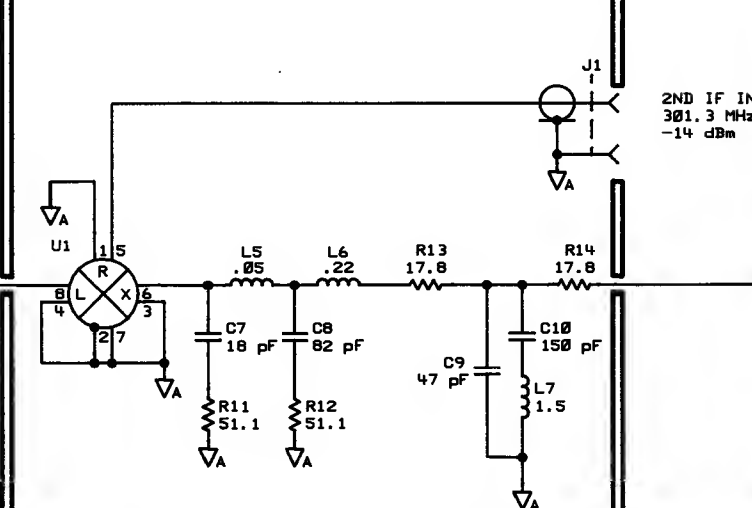 J1
2ND IF IN
301.3 MHz
-14 dBm
A
A
U1
1 5
R
8 L X 6
4 3
2 7
A
L5
.05
L6
.22
R13
17.8
R14
17.8
C7
18 pF
C8
82 pF
C10
150 pF
C9
47 pF
L7
1.5
R11
51.1
R12
51.1
A
A
A